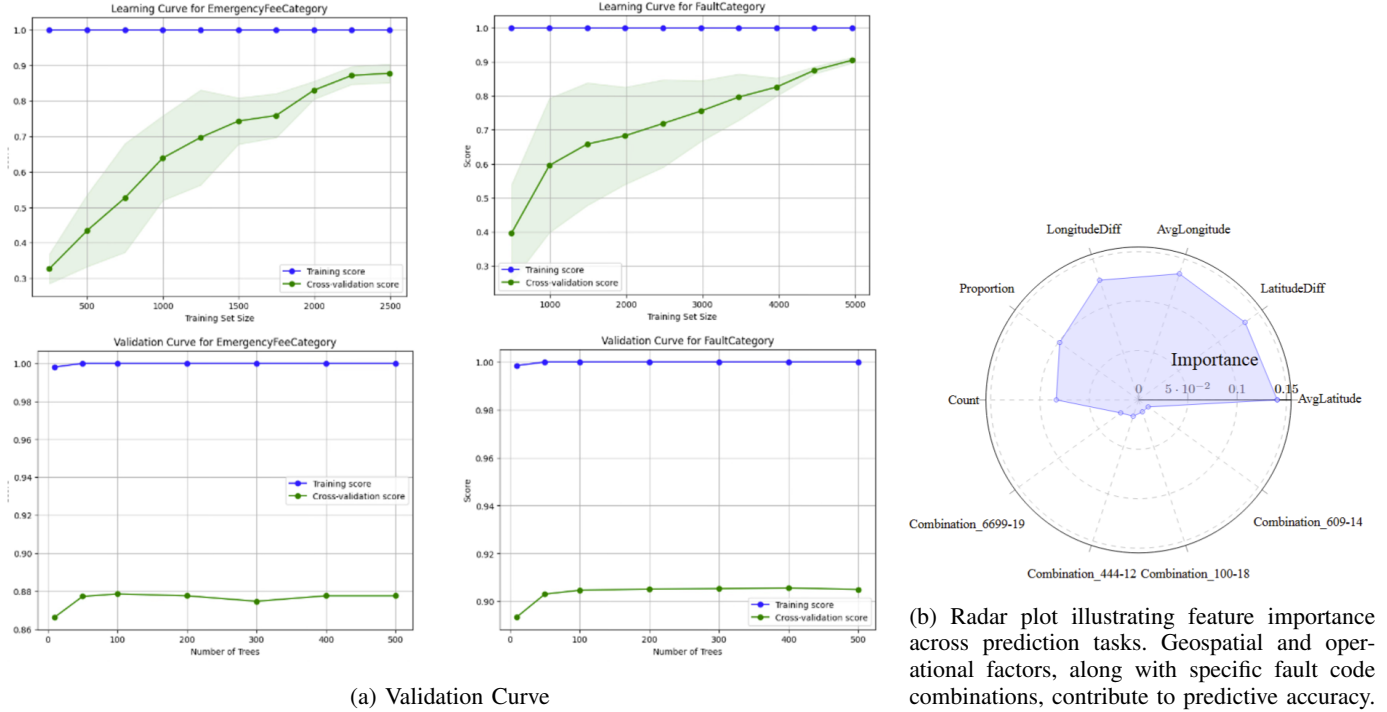 Learning Curve for EmergencyFeeCategory
1.0
0.9
0.8
0.7
0.6
0.5
0.4
0.3
Training score
Cross-validation score
500
1000
1500
2000
2500
Training Set Size
Learning Curve for FaultCategory
1.0
0.9
0.8
0.7
0.6
0.5
0.4
0.3
Score
Training score
Cross-validation score
1000
2000
3000
4000
5000
Training Set Size
Validation Curve for EmergencyFeeCategory
1.00
0.98
0.96
0.94
0.92
0.90
0.88
0.86
Training score
Cross-validation score
0
100
200
300
400
500
Number of Trees
Validation Curve for FaultCategory
1.00
0.98
0.96
0.94
0.92
0.90
Score
Training score
Cross-validation score
0
100
200
300
400
500
Number of Trees
(a) Validation Curve
LongitudeDiff
AvgLongitude
Proportion
LatitudeDiff
Importance
0
5 · 10⁻²
0.1
0.15
Count
AvgLatitude
Combination_6699-19
Combination_609-14
Combination_444-12
Combination_100-18
(b) Radar plot illustrating feature importance
across prediction tasks. Geospatial and oper-
ational factors, along with specific fault code
combinations, contribute to predictive accuracy.